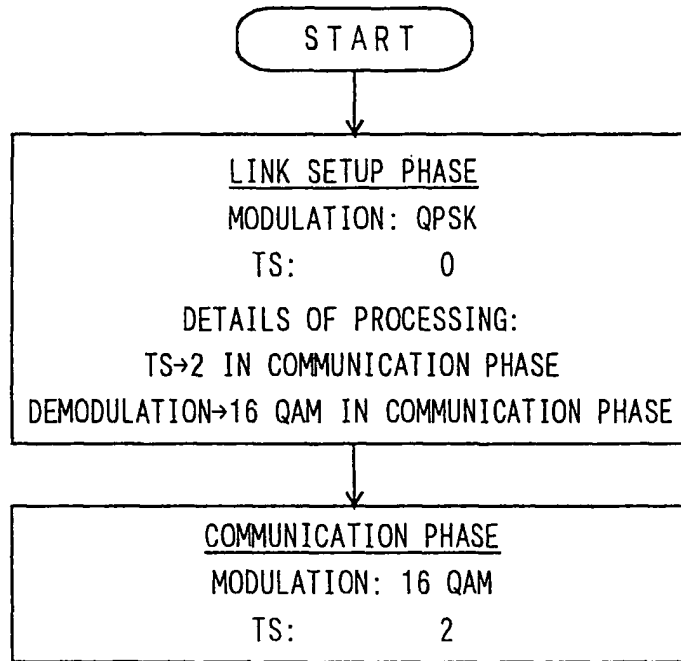 START
LINK SETUP PHASE
MODULATION: QPSK
TS: 0
DETAILS OF PROCESSING:
TS→2 IN COMMUNICATION PHASE
DEMODULATION→16 QAM IN COMMUNICATION PHASE
COMMUNICATION PHASE
MODULATION: 16 QAM
TS: 2